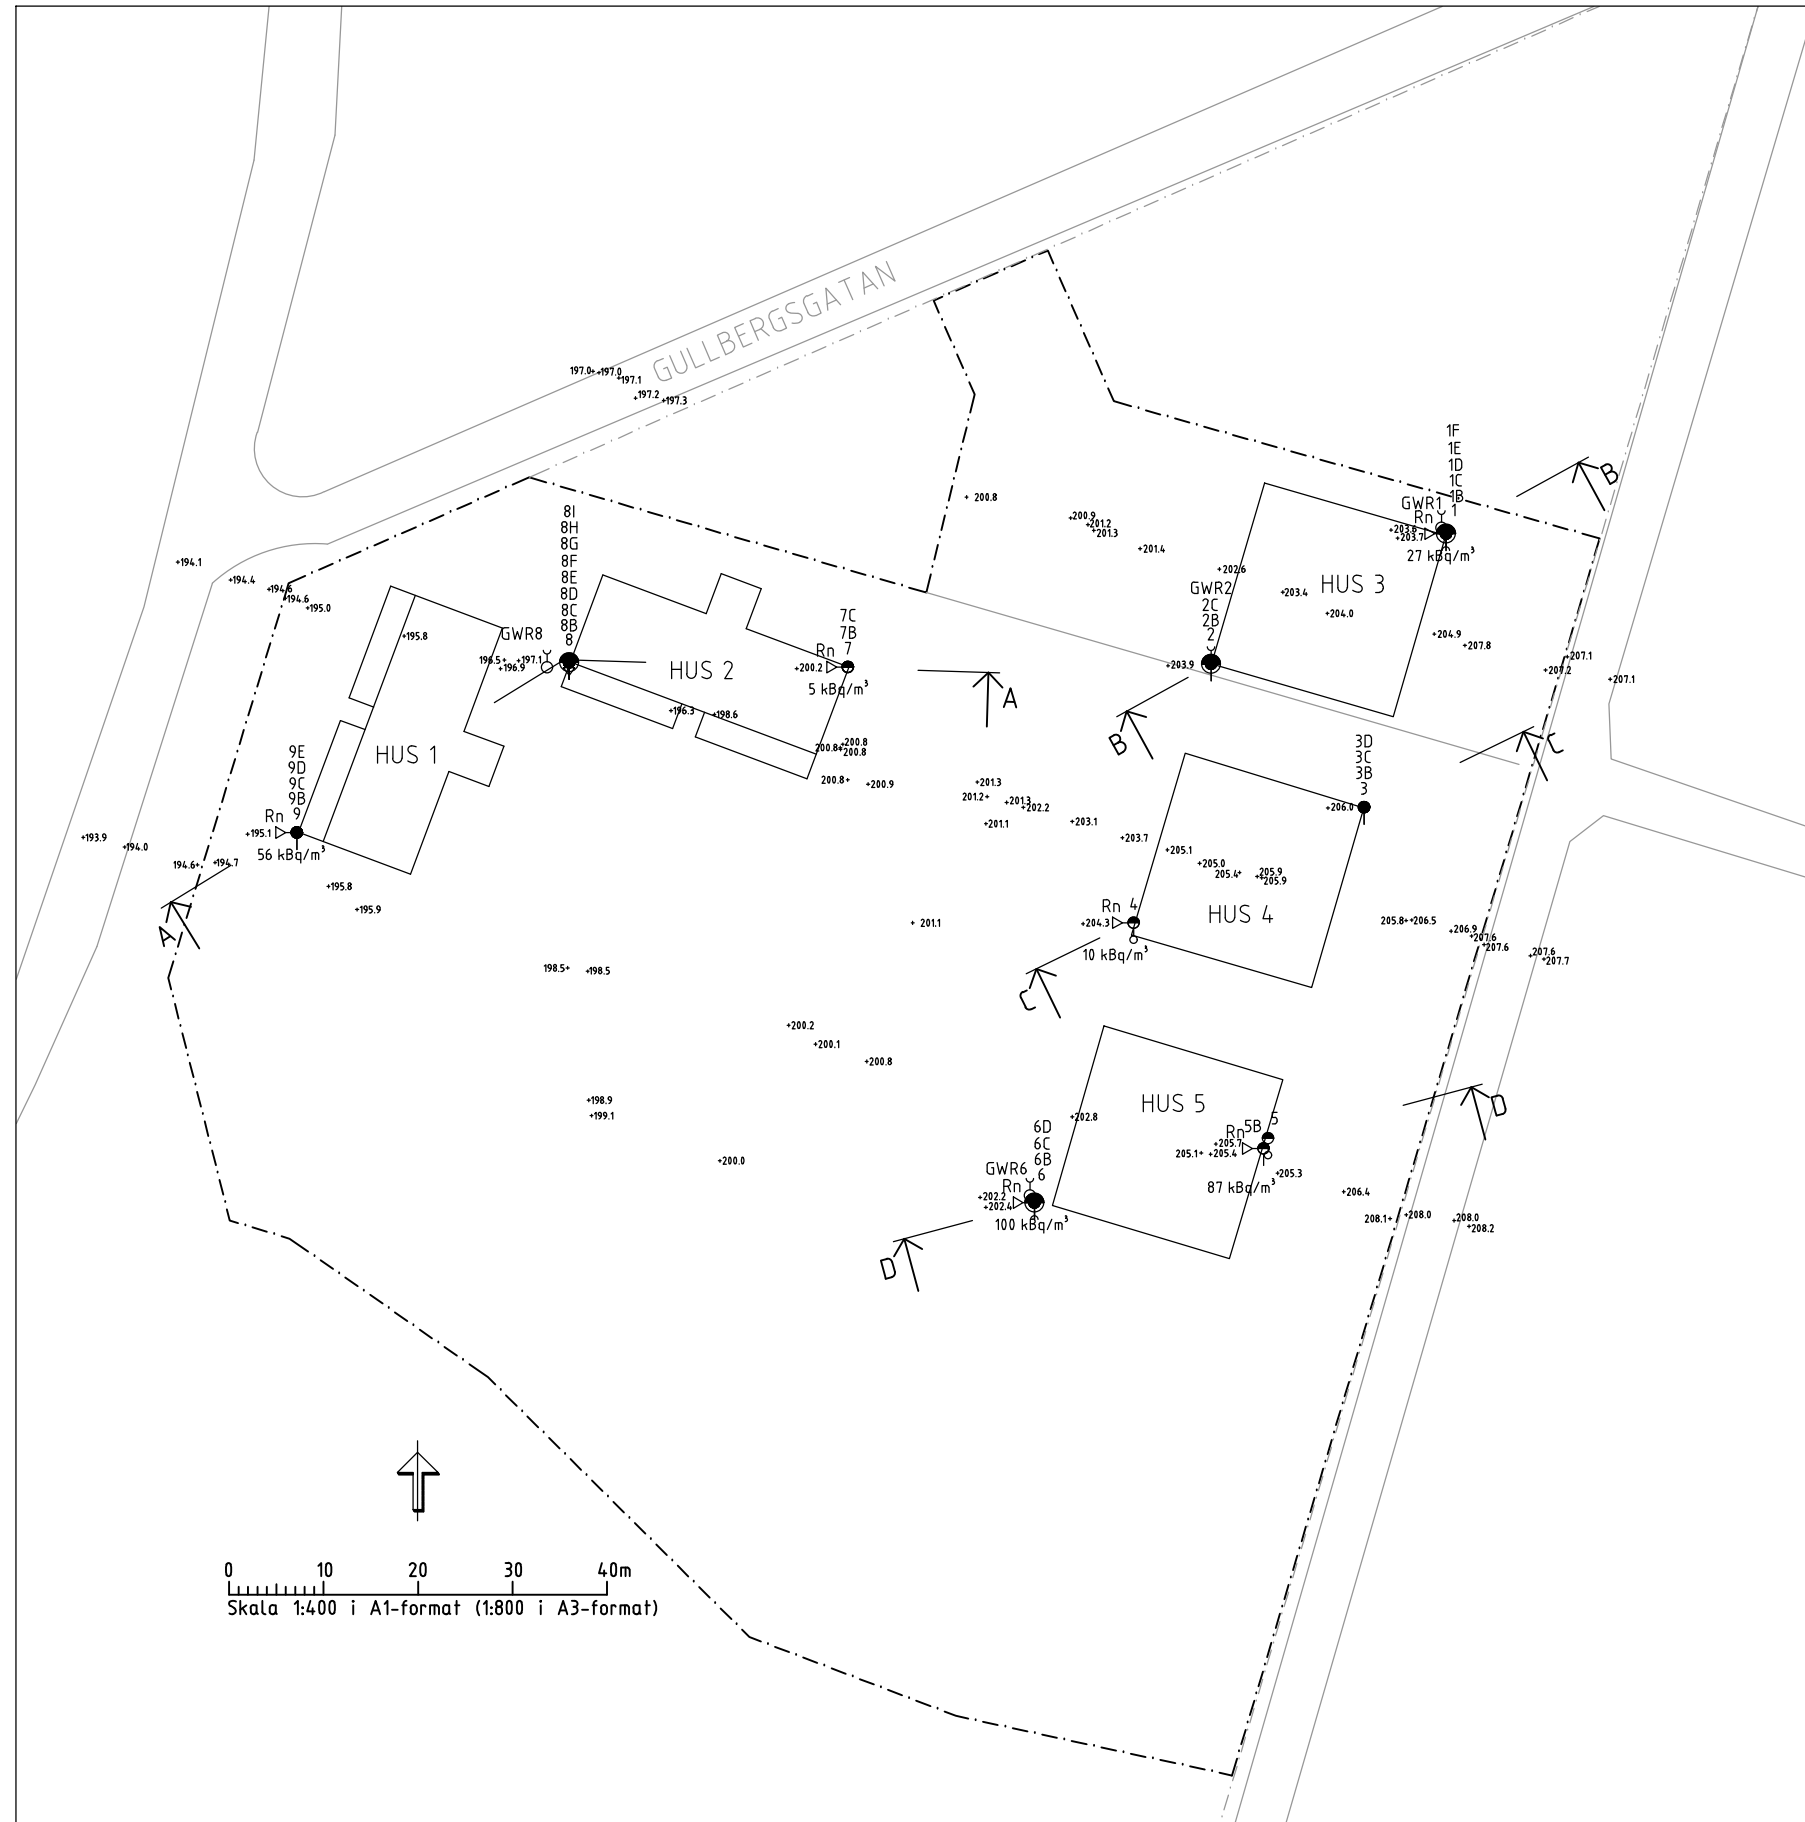 GULLBERGSGATAN
197.0+
+197.0
+197.1
+197.2
+197.3
1F
1E
1D
1C
1B
1
GWR1
Rn
+203.6
+203.7
27 kBq/m³
B
+ 200.8
+200.9
+201.2
+201.3
+201.4
+202.6
8I
8H
8G
8F
8E
8D
8C
8B
8
GWR8
196.5+
+197.1
+196.9
+194.1
+194.4
+194.6
+194.6
+195.0
+195.8
HUS 3
+203.4
+204.0
GWR2
2C
2B
2
+203.9
+204.9
+207.8
+207.1
+207.2
+207.1
7C
7B
7
Rn
+200.2
5 kBq/m³
HUS 2
+196.3
+198.6
A
B
C
200.8+
+200.8
+200.8
200.8+
+200.9
HUS 1
9E
9D
9C
9B
9
Rn
+195.1
56 kBq/m³
3D
3C
3B
3
+206.0
+201.3
201.2+
+201.3
+202.2
+201.1
+203.1
+203.7
+205.1
+205.0
205.4+
+205.9
+205.9
HUS 4
+193.9
+194.0
194.6+
+194.7
+195.8
+195.9
A
Rn 4
+204.3
10 kBq/m³
+ 201.1
205.8+
+206.5
+206.9
+207.6
+207.6
+207.6
+207.7
198.5+
+198.5
C
+200.2
+200.1
+200.8
+198.9
+199.1
+200.0
HUS 5
+202.8
D
5
5B
Rn
+205.7
205.1+
+205.4
+205.3
87 kBq/m³
6D
6C
6B
6
GWR6
Rn
+202.2
+202.4
100 kBq/m³
+206.4
208.1+
+208.0
+208.0
+208.2
D
0 10 20 30 40m
Skala 1:400 i A1-format (1:800 i A3-format)